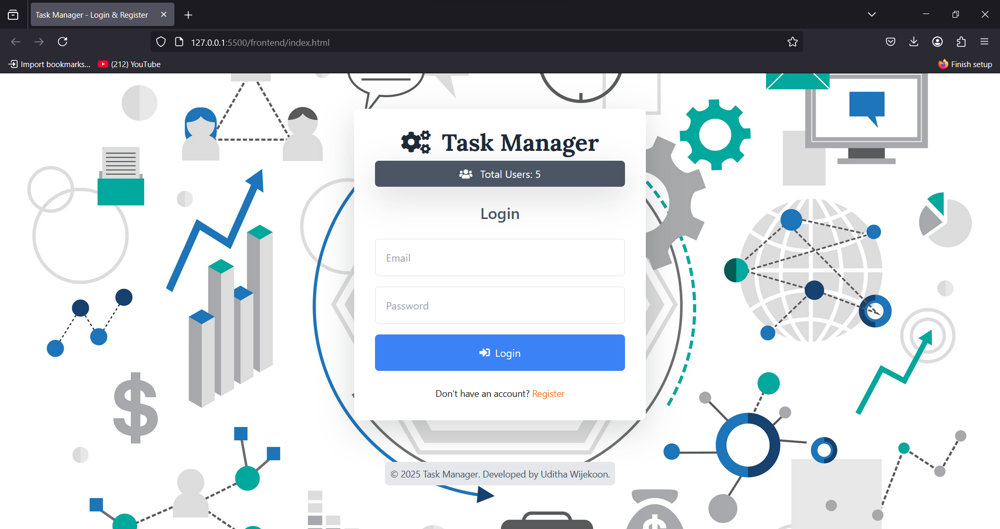 Task Manager - Login & Register
127.0.0.1:5500/frontend/index.html
Import bookmarks... (212) YouTube Finish setup
Task Manager
Total Users: 5
Login
Email
Password
Login
Don't have an account? Register
© 2025 Task Manager. Developed by Uditha Wijekoon.
$
$